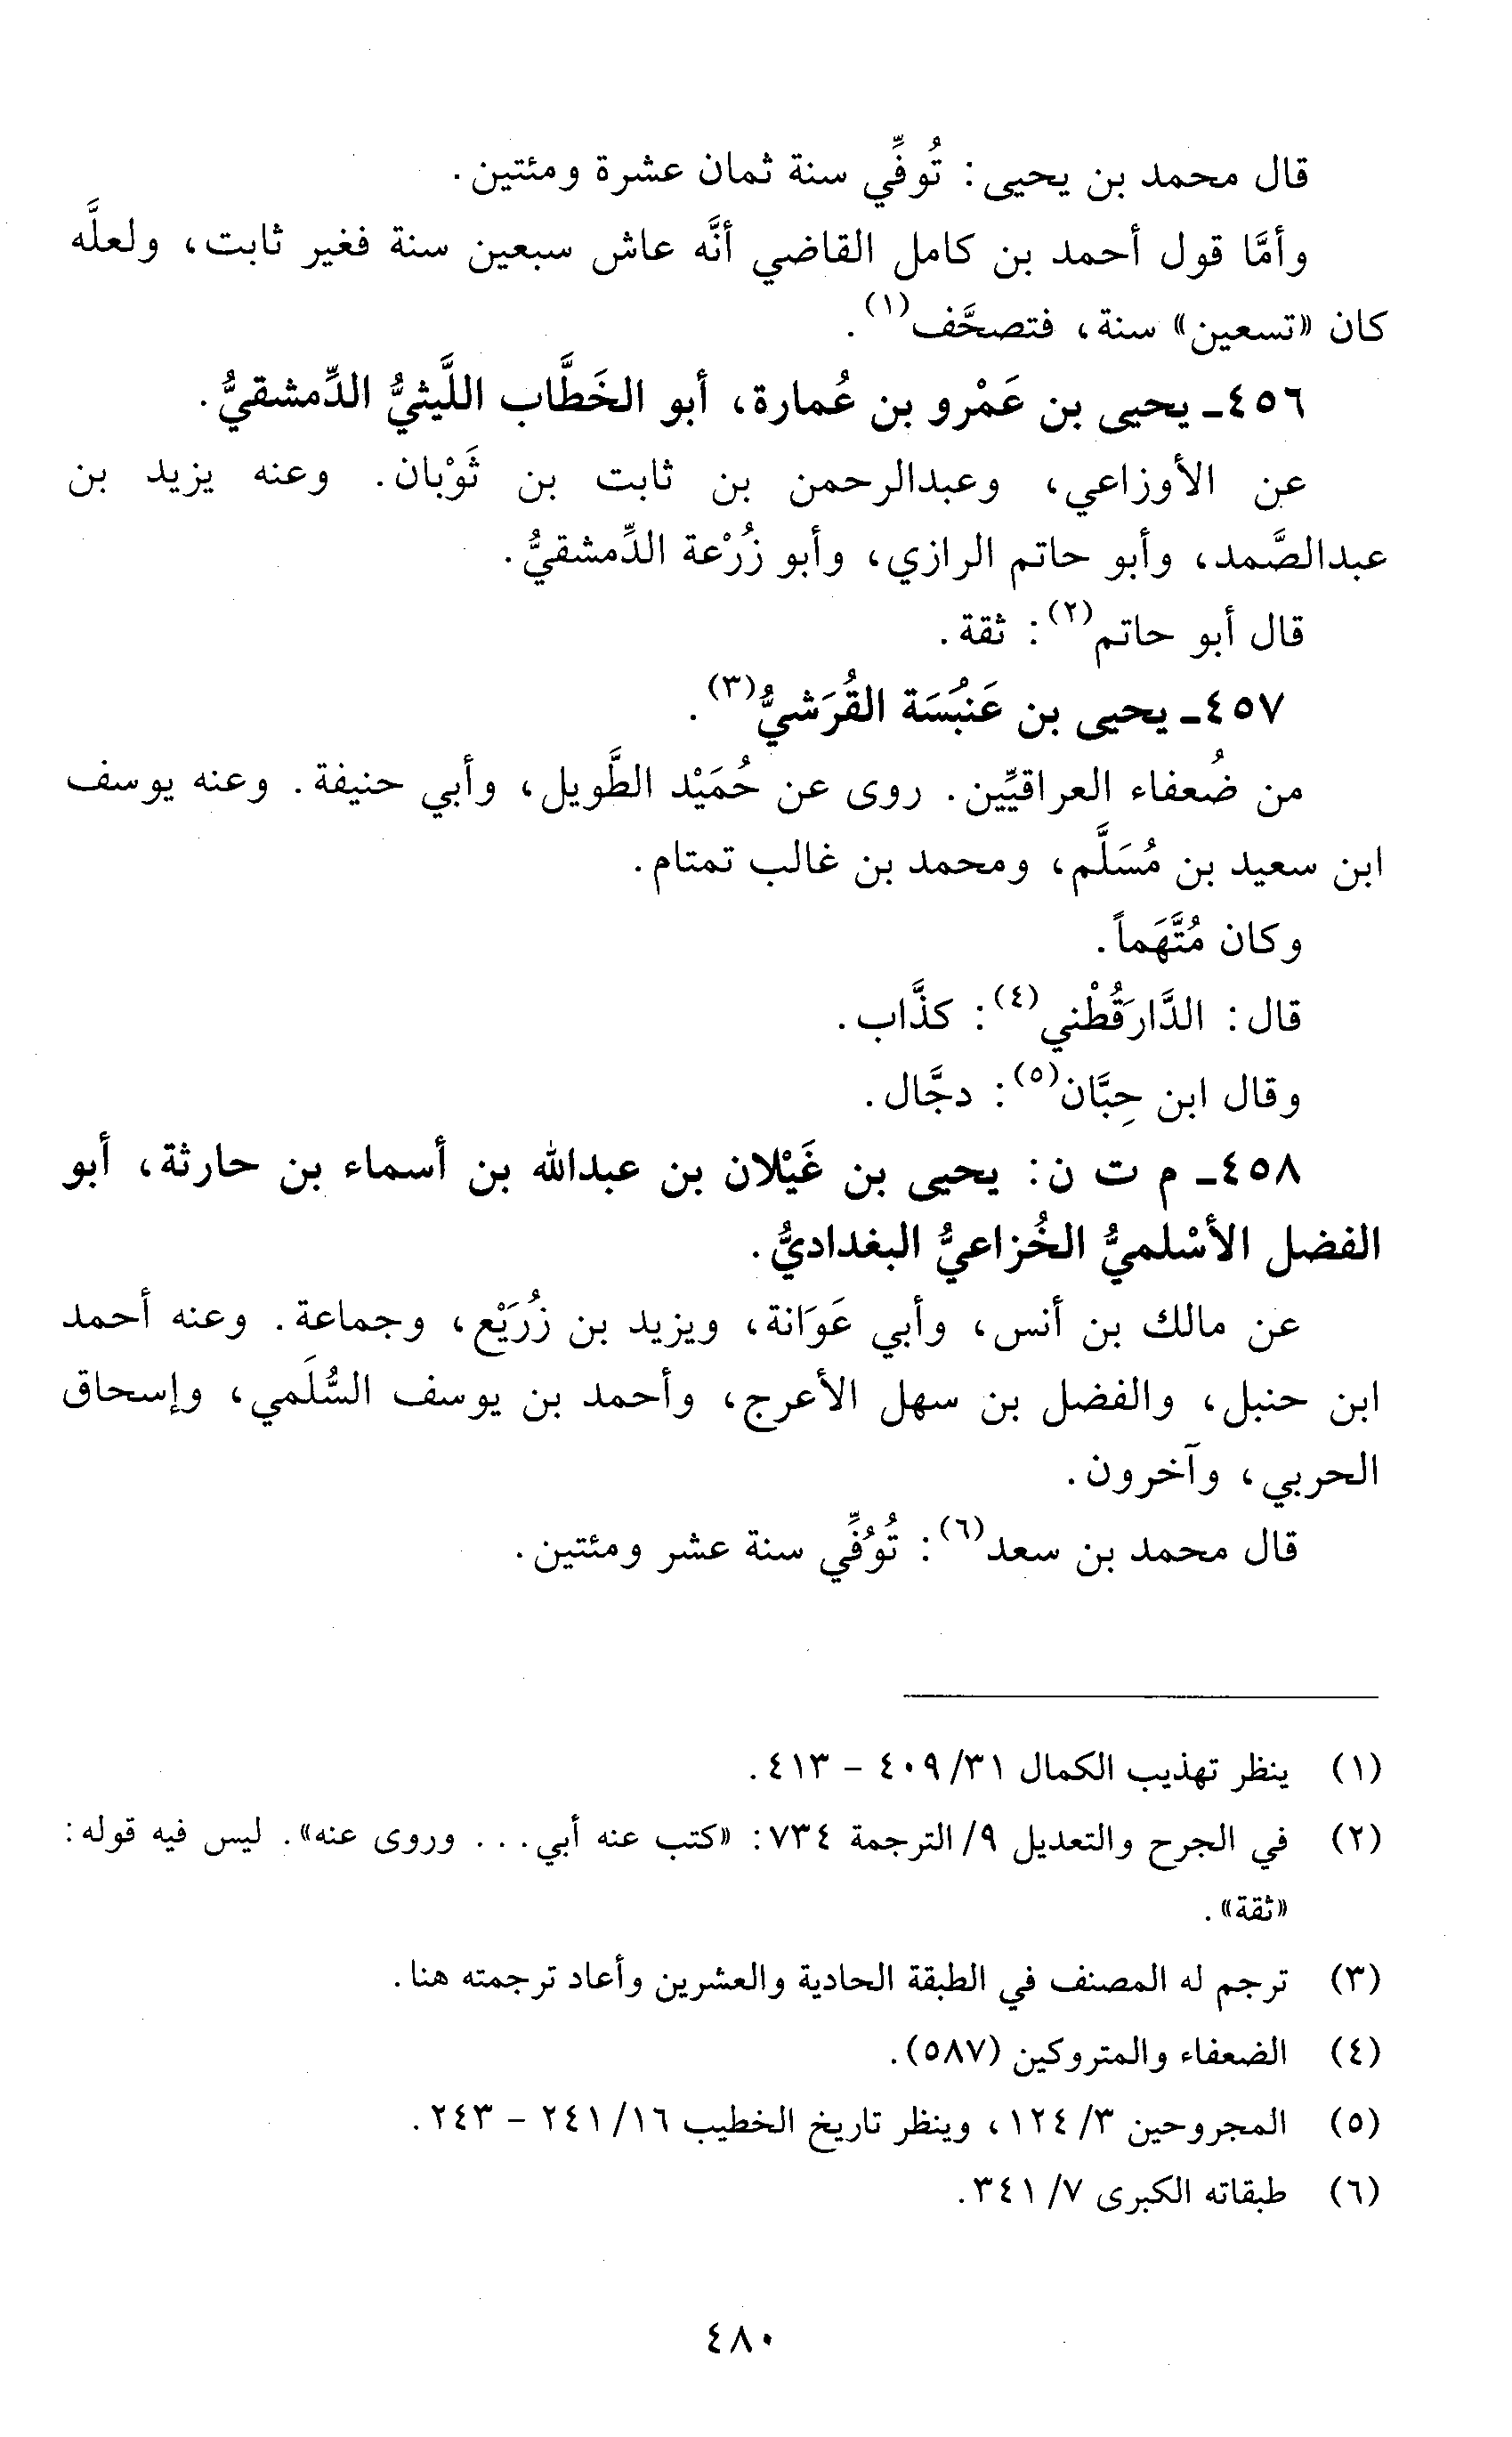 قال محمد بن يحيى: تُوفِّي سنة ثمان عشرة ومئتين.
وأمَّا قول أحمد بن كامل القاضي أنَّه عاش سبعين سنة فغير ثابت، ولعلَّه
كان «تسعين» سنة، فتصحَّف(١).
٤٥٦ـ يحيى بن عَمْرو بن عُمارة، أبو الخَطَّاب اللَّيثيُّ الدِّمشقيُّ.
عن الأوزاعي، وعبدالرحمن بن ثابت بن ثَوْبان. وعنه يزيد بن
عبدالصَّمد، وأبو حاتم الرازي، وأبو زُرْعة الدِّمشقيُّ.
قال أبو حاتم(٢): ثقة.
٤٥٧ـ يحيى بن عَنْبُسَة القُرَشيُّ(٣).
من ضُعفاء العراقيِّين. روى عن حُمَيْد الطَّويل، وأبي حنيفة. وعنه يوسف
ابن سعيد بن مُسَلَّم، ومحمد بن غالب تمتام.
وكان مُتَّهَماً.
قال: الدَّارَقُطْني(٤): كذَّاب.
وقال ابن حِبَّان(٥): دجَّال.
٤٥٨ـ م ت ن: يحيى بن غَيْلان بن عبدالله بن أسماء بن حارثة، أبو
الفضل الأسْلميُّ الخُزاعيُّ البغداديُّ.
عن مالك بن أنس، وأبي عَوَانة، ويزيد بن زُرَيْع، وجماعة. وعنه أحمد
ابن حنبل، والفضل بن سهل الأعرج، وأحمد بن يوسف السُّلَمي، وإسحاق
الحربي، وآخرون.
قال محمد بن سعد(٦): تُوُفِّي سنة عشر ومئتين.
(١) ينظر تهذيب الكمال ٣١/ ٤٠٩ – ٤١٣.
(٢) في الجرح والتعديل ٩/ الترجمة ٧٣٤: «كتب عنه أبي... وروى عنه». ليس فيه قوله:
«ثقة».
(٣) ترجم له المصنف في الطبقة الحادية والعشرين وأعاد ترجمته هنا.
(٤) الضعفاء والمتروكين (٥٨٧).
(٥) المجروحين ٣/ ١٢٤، وينظر تاريخ الخطيب ١٦/ ٢٤١ – ٢٤٣.
(٦) طبقاته الكبرى ٧/ ٣٤١.
٤٨٠